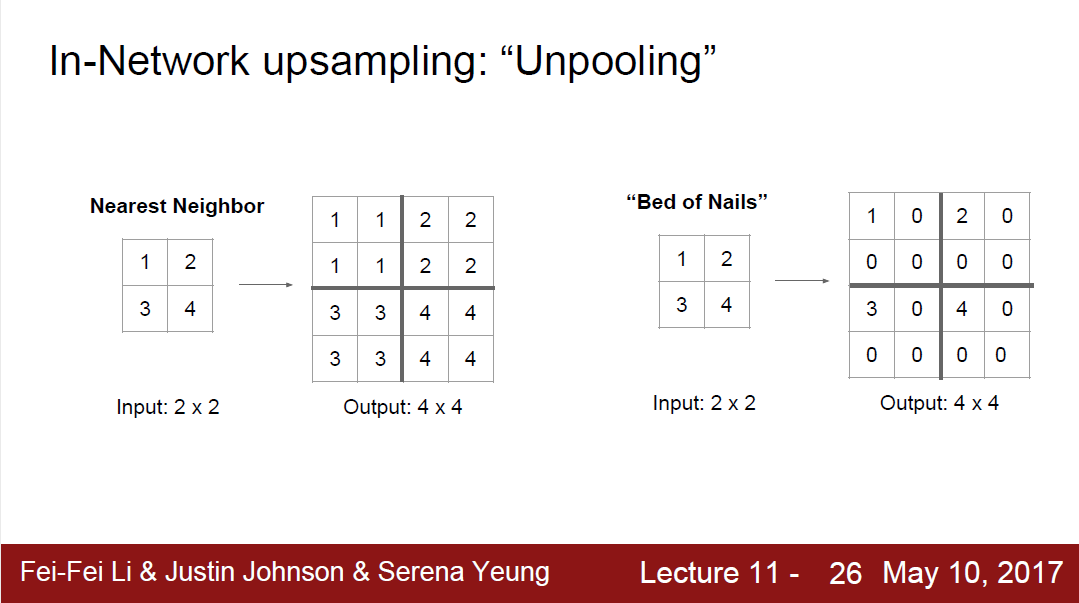 In-Network upsampling: “Unpooling”
Nearest Neighbor
1 2
3 4
Input: 2 x 2
1 1 2 2
1 1 2 2
3 3 4 4
3 3 4 4
Output: 4 x 4
“Bed of Nails”
1 2
3 4
Input: 2 x 2
1 0 2 0
0 0 0 0
3 0 4 0
0 0 0 0
Output: 4 x 4
Fei-Fei Li & Justin Johnson & Serena Yeung Lecture 11 - 26 May 10, 2017